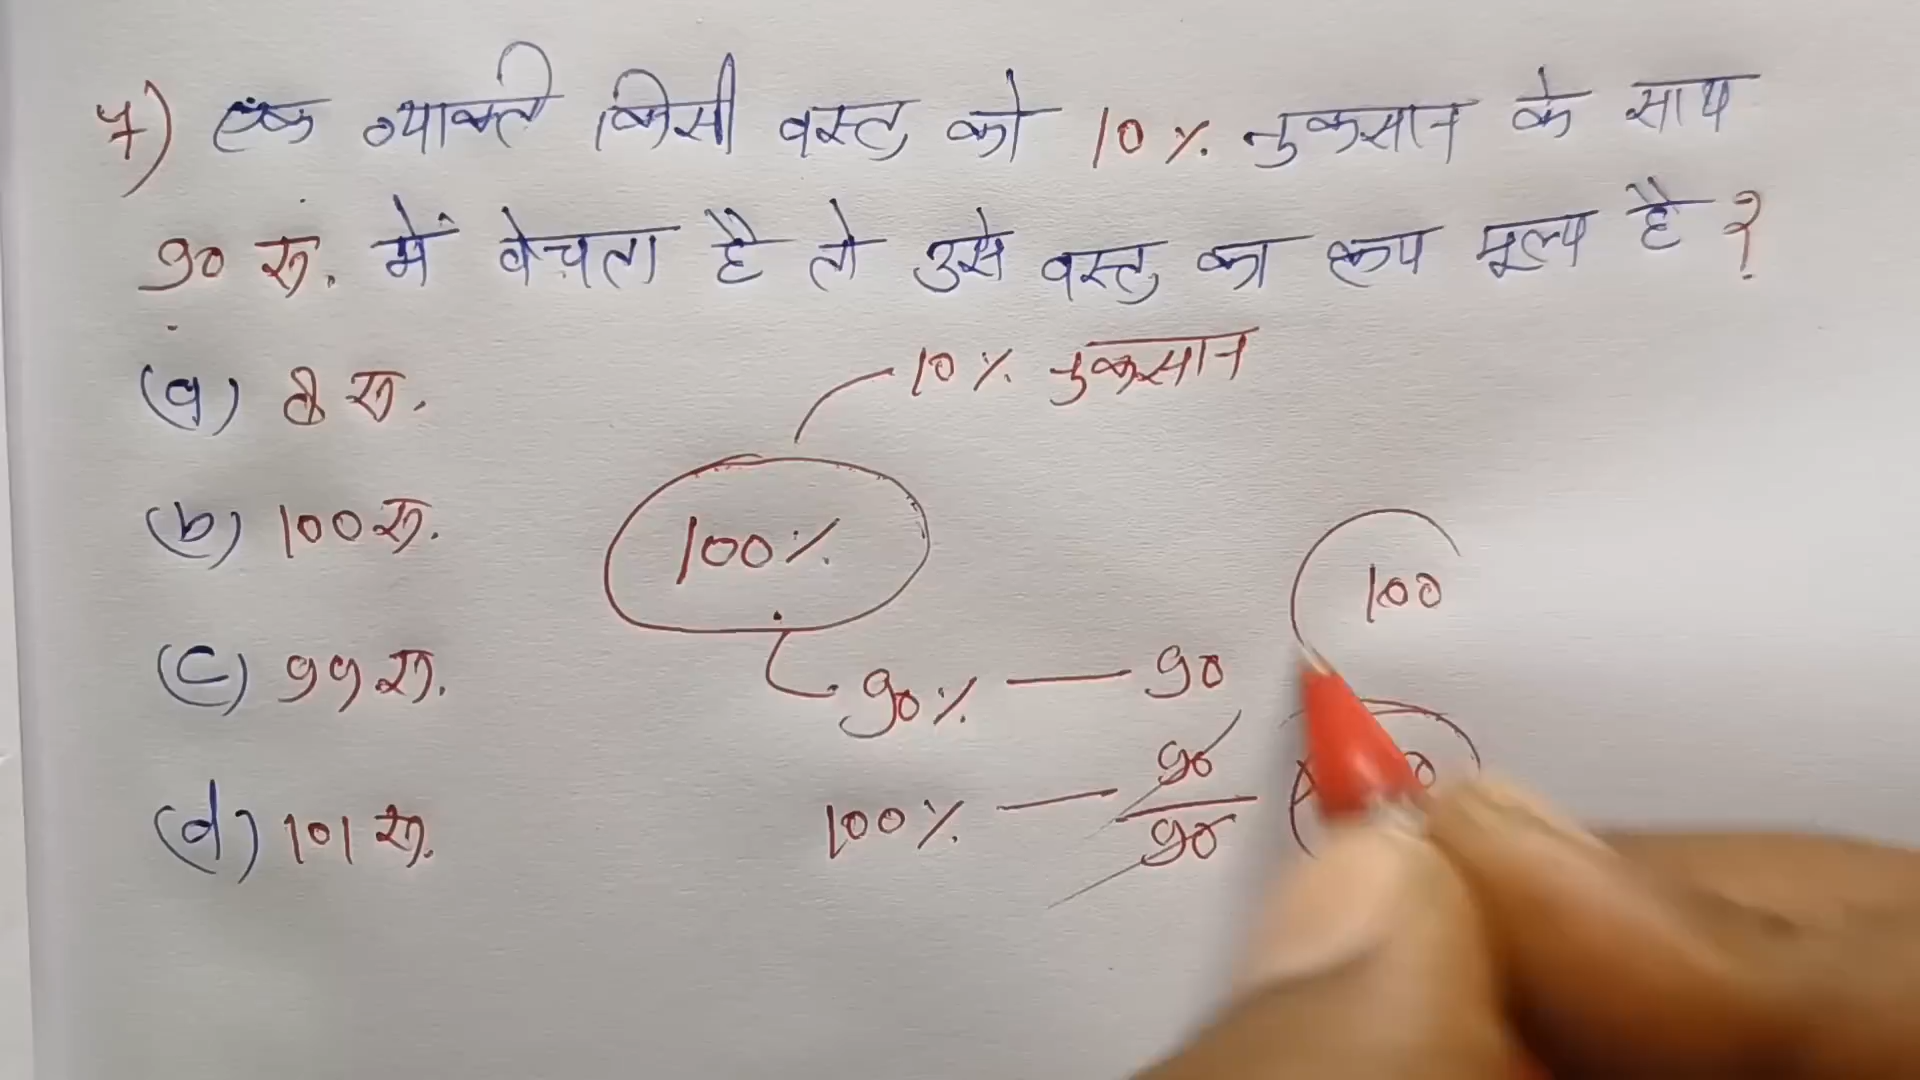 7) एक व्यक्ति किसी वस्तु को 10 %. नुकसान के साथ
90 रू. में बेचता है तो उसे वस्तु का क्रय मूल्य है ?
(a) 8 रू.
(b) 100 रू.
(c) 99 रू.
(d) 101 रू.
10 %. नुकसान
100 %.
90 %. — 90
100 %. — 90/90
100